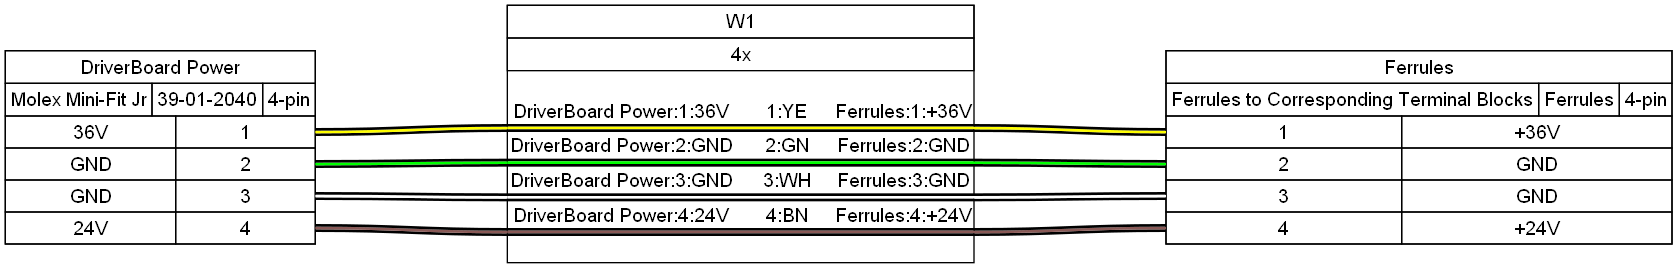 W1
4x
DriverBoard Power
Molex Mini-Fit Jr 39-01-2040 4-pin
36V 1
GND 2
GND 3
24V 4
DriverBoard Power:1:36V 1:YE Ferrules:1:+36V
DriverBoard Power:2:GND 2:GN Ferrules:2:GND
DriverBoard Power:3:GND 3:WH Ferrules:3:GND
DriverBoard Power:4:24V 4:BN Ferrules:4:+24V
Ferrules
Ferrules to Corresponding Terminal Blocks Ferrules 4-pin
1 +36V
2 GND
3 GND
4 +24V